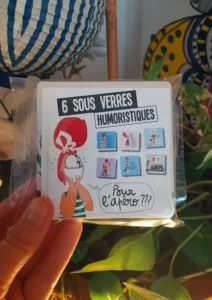 6 SOUS VERRES
HUMORISTIQUES
Pour
l'apéro ???